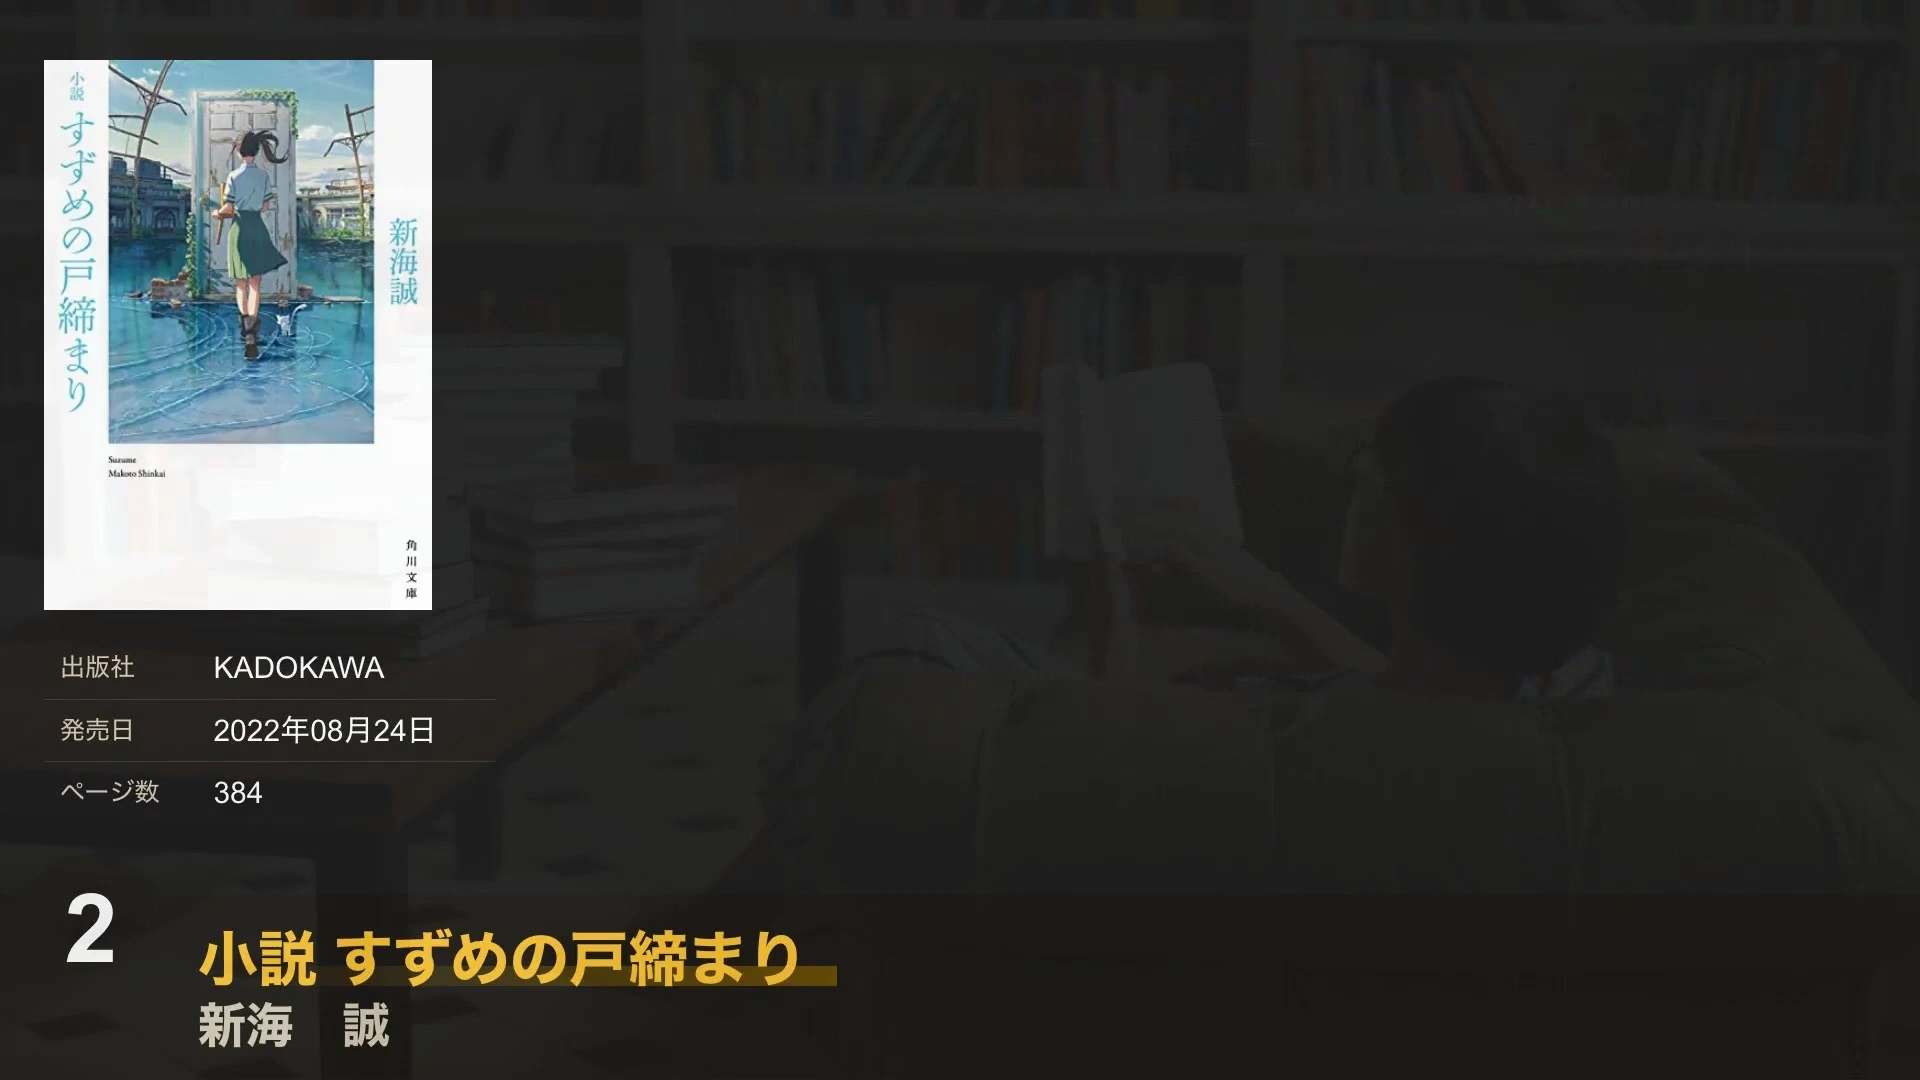 小説 すずめの戸締まり
新海誠
Suzume
Makoto Shinkai
角川文庫
出版社 KADOKAWA
発売日 2022年08月24日
ページ数 384
2
小説 すずめの戸締まり
新海　誠